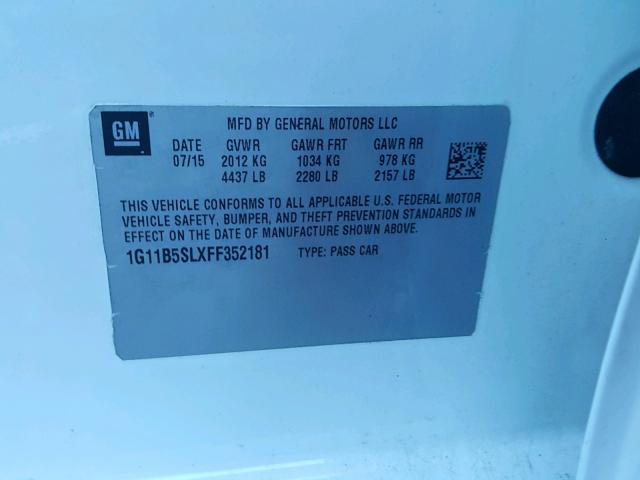 GM
MFD BY GENERAL MOTORS LLC
DATE GVWR GAWR FRT GAWR RR
07/15 2012 KG 1034 KG 978 KG
4437 LB 2280 LB 2157 LB
THIS VEHICLE CONFORMS TO ALL APPLICABLE U.S. FEDERAL MOTOR
VEHICLE SAFETY, BUMPER, AND THEFT PREVENTION STANDARDS IN
EFFECT ON THE DATE OF MANUFACTURE SHOWN ABOVE.
1G11B5SLXFF352181 TYPE: PASS CAR